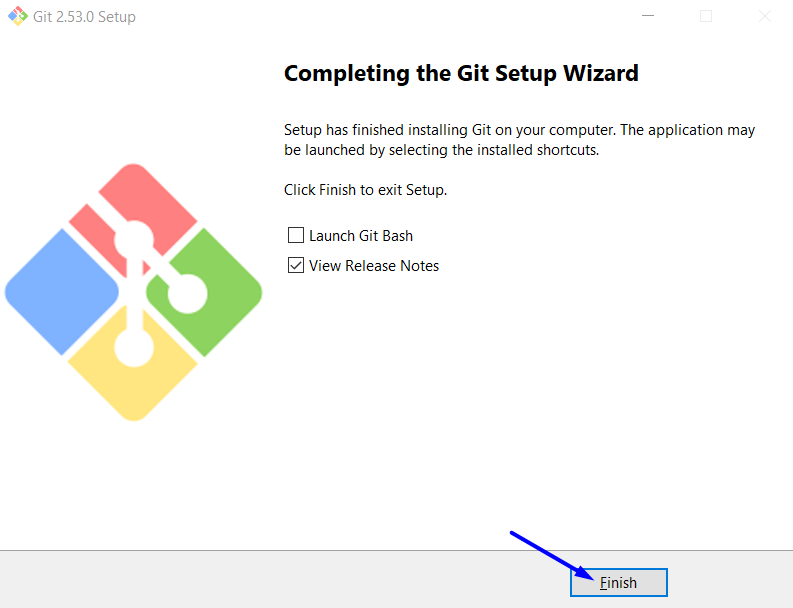 Git 2.53.0 Setup
Completing the Git Setup Wizard
Setup has finished installing Git on your computer. The application may
be launched by selecting the installed shortcuts.
Click Finish to exit Setup.
Launch Git Bash
View Release Notes
Finish